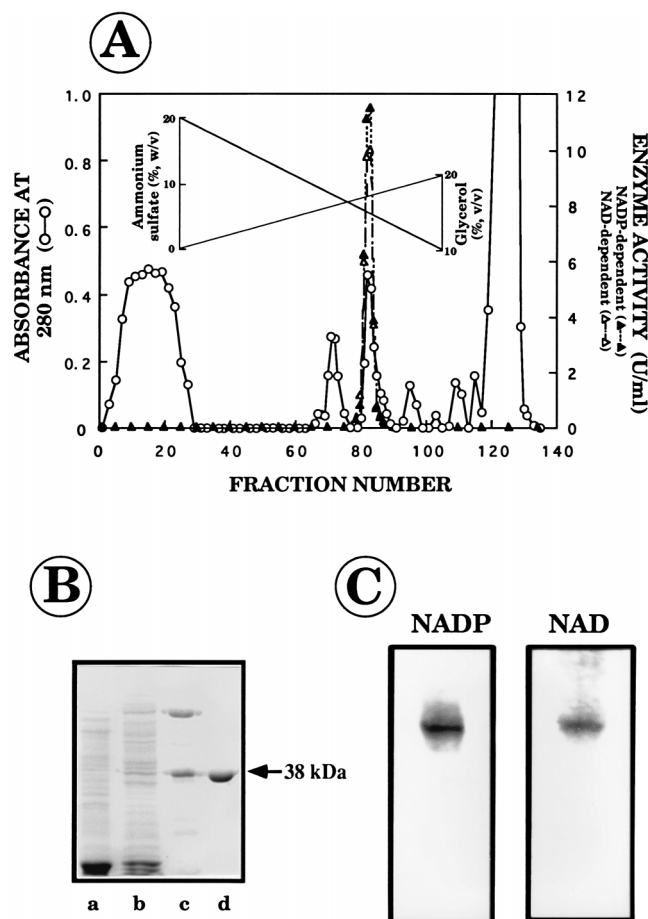 A
ABSORBANCE AT
280 nm (o—o)
1.0
0.8
0.6
0.4
0.2
0
Ammonium
sulfate (%, w/v)
20
10
0
20
10
Glycerol
(%, v/v)
12
10
8
6
4
2
0
ENZYME ACTIVITY (U/ml)
NADP-dependent (▲---▲)
NAD-dependent (△---△)
0 20 40 60 80 100 120 140
FRACTION NUMBER
B
38 kDa
a b c d
C
NADP NAD